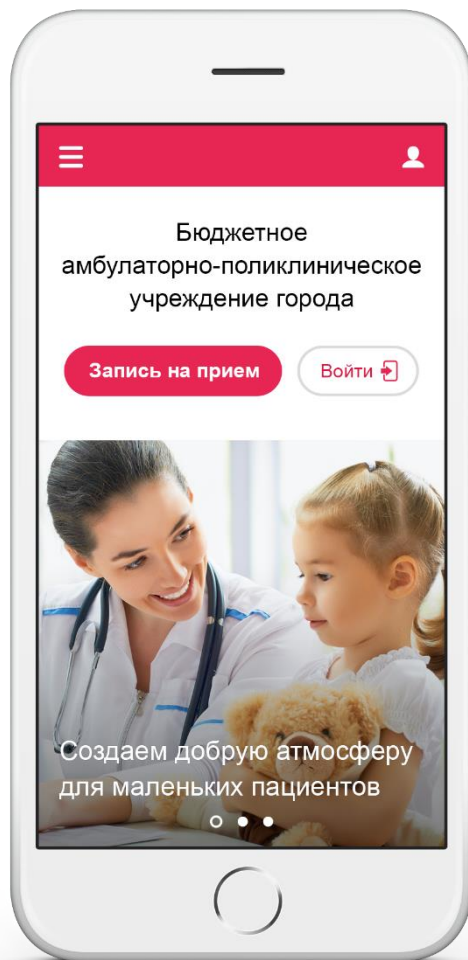 Бюджетное
амбулаторно-поликлиническое
учреждение города
Запись на прием
Войти
Создаем добрую атмосферу
для маленьких пациентов